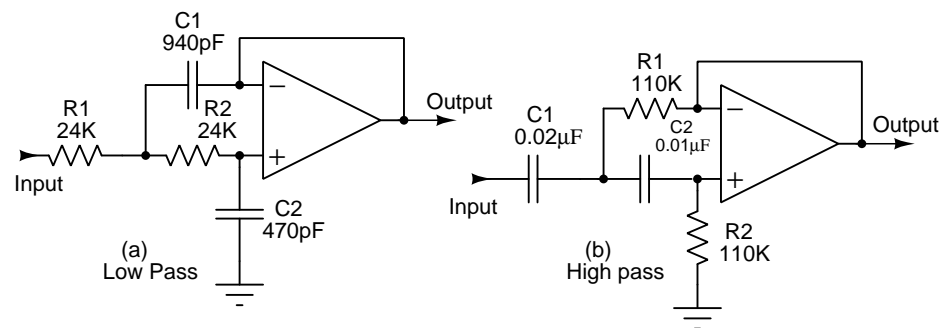 C1
940pF
R1
24K
R2
24K
−
+
Output
Input
C2
470pF
(a)
Low Pass
R1
110K
C1
0.02μF
C2
0.01μF
−
+
Output
Input
R2
110K
(b)
High pass